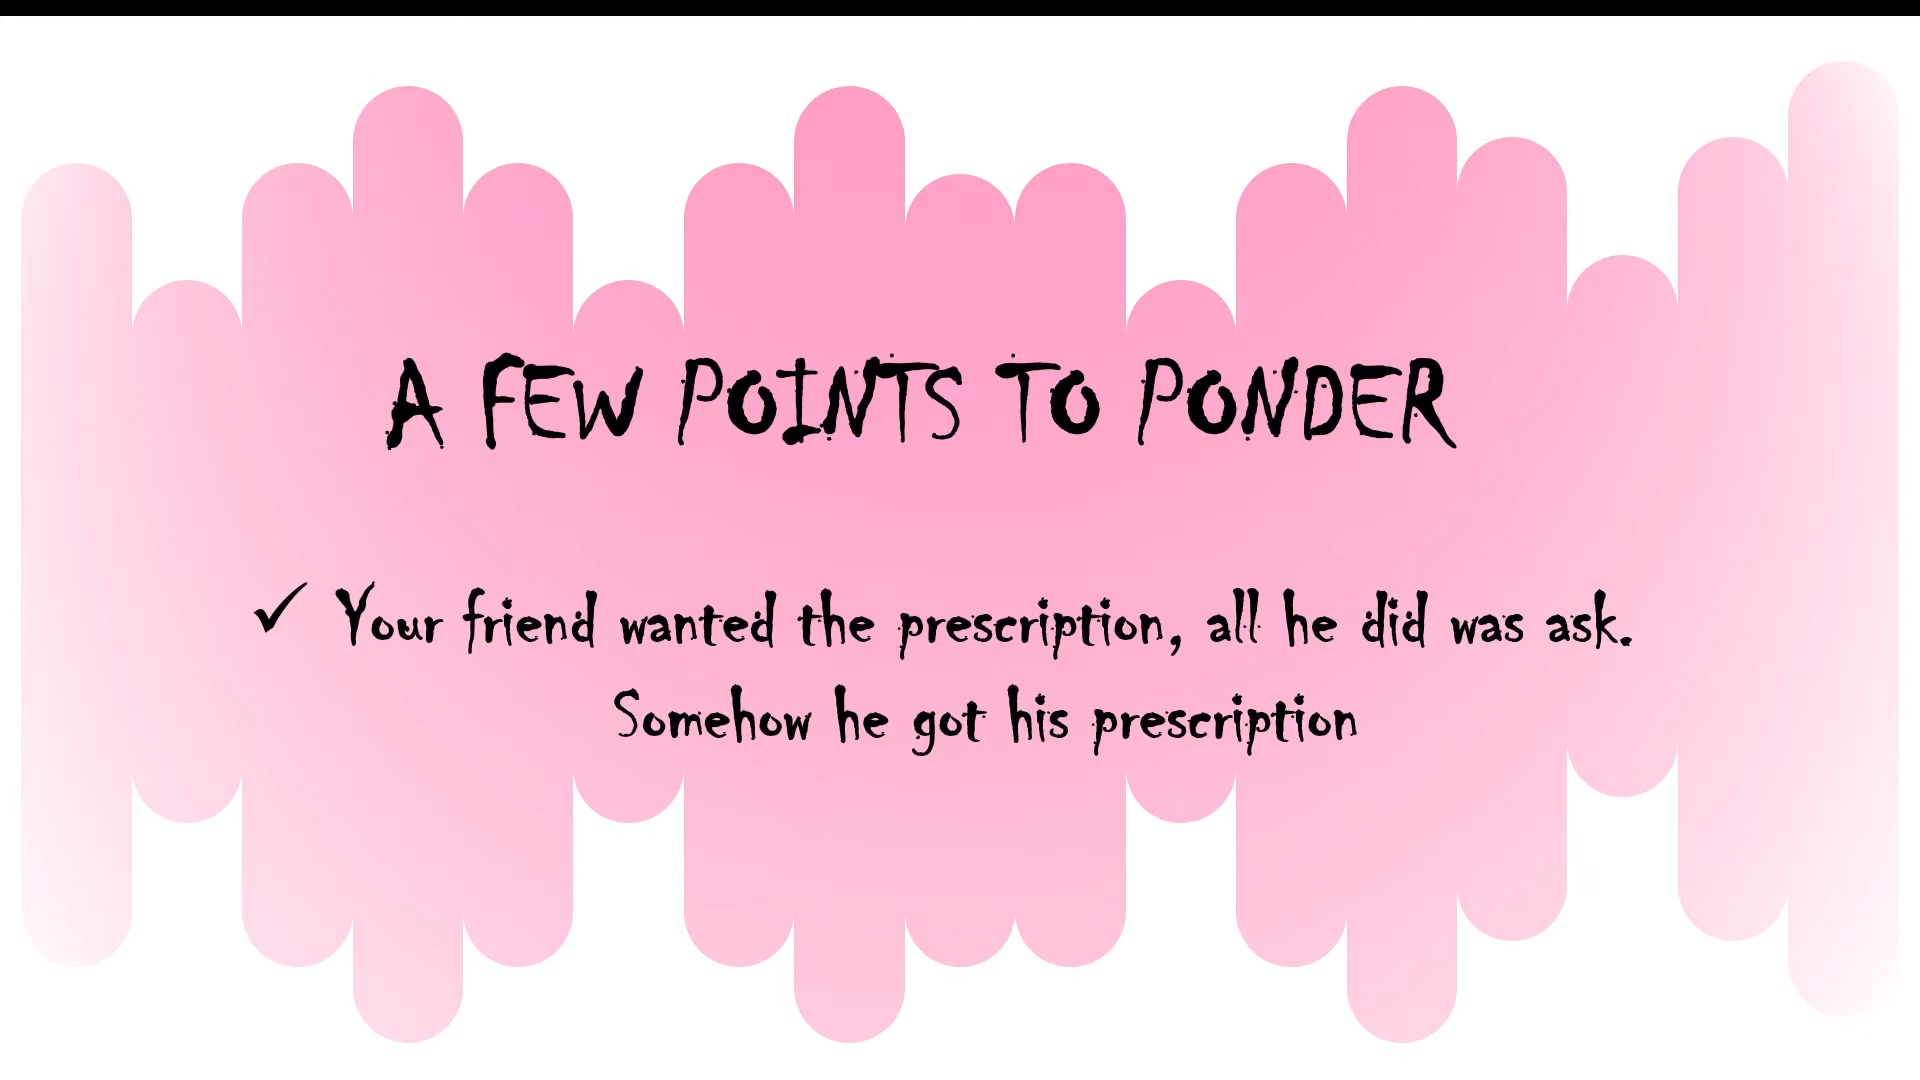 A FEW POINTS TO PONDER
✓ Your friend wanted the prescription, all he did was ask.
Somehow he got his prescription